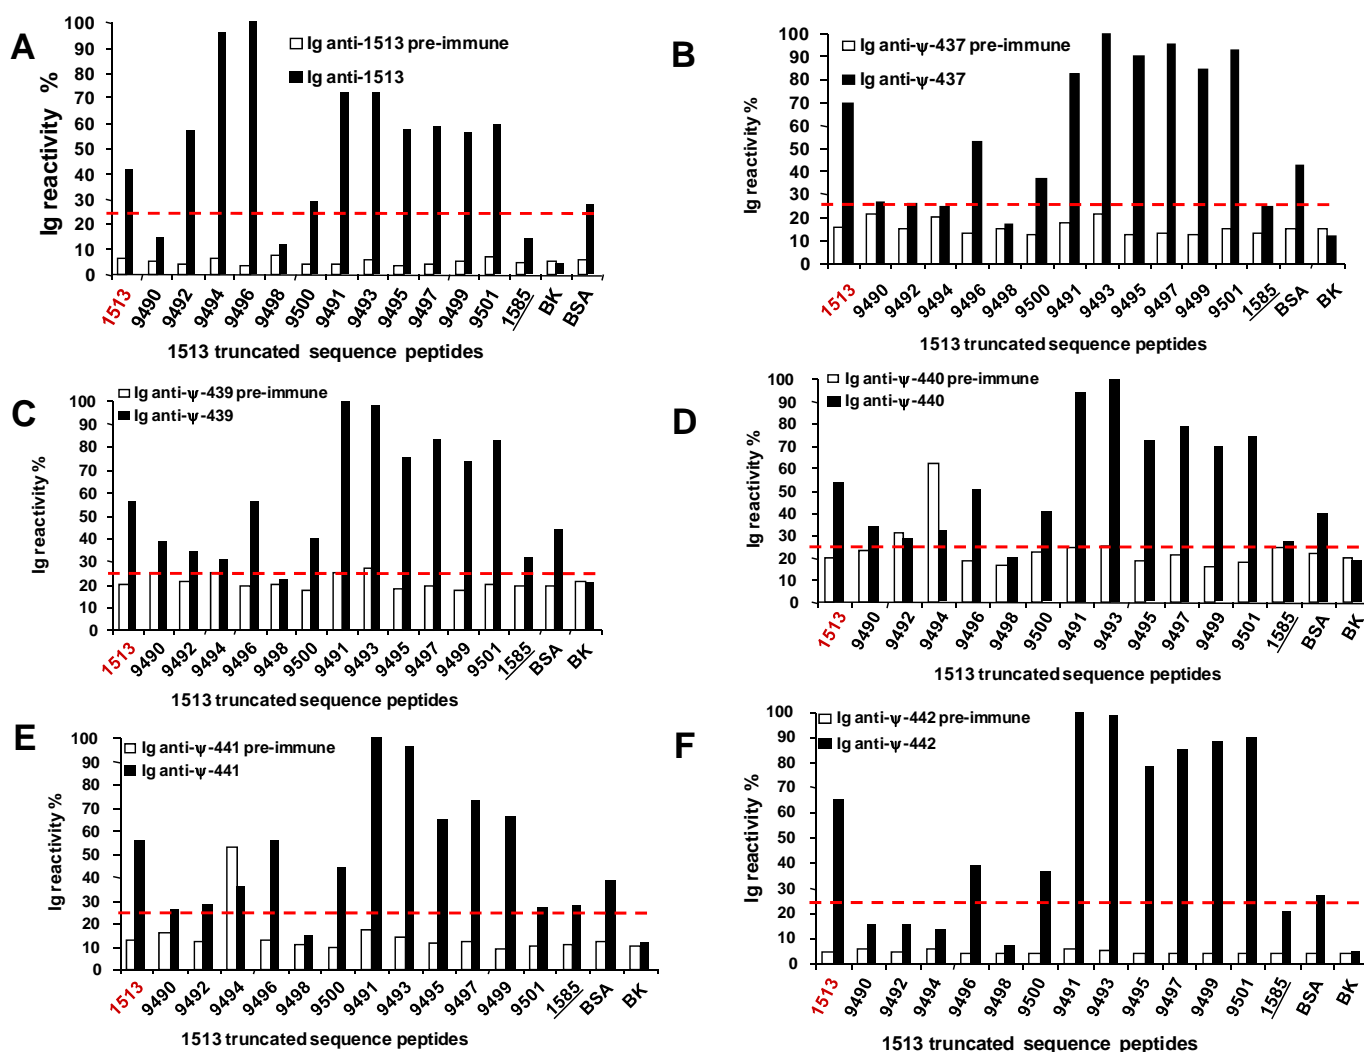 A
Ig reactivity %
100
90
80
70
60
50
40
30
20
10
0
Ig anti-1513 pre-immune
Ig anti-1513
1513 9490 9492 9494 9496 9498 9500 9491 9493 9495 9497 9499 9501 1585 BK BSA
1513 truncated sequence peptides
B
Ig reactivity %
100
90
80
70
60
50
40
30
20
10
0
Ig anti-ψ-437 pre-immune
Ig anti-ψ-437
1513 9490 9492 9494 9496 9498 9500 9491 9493 9495 9497 9499 9501 1585 BSA BK
1513 truncated sequence peptides
C
Ig reactivity %
100
90
80
70
60
50
40
30
20
10
0
Ig anti-ψ-439 pre-immune
Ig anti-ψ-439
1513 9490 9492 9494 9496 9498 9500 9491 9493 9495 9497 9499 9501 1585 BSA BK
1513 truncated sequence peptides
D
Ig reactivity %
100
90
80
70
60
50
40
30
20
10
0
Ig anti-ψ-440 pre-immune
Ig anti-ψ-440
1513 9490 9492 9494 9496 9498 9500 9491 9493 9495 9497 9499 9501 1585 BSA BK
1513 truncated sequence peptides
E
Ig reactivity %
100
90
80
70
60
50
40
30
20
10
0
Ig anti-ψ-441 pre-immune
Ig anti-ψ-441
1513 9490 9492 9494 9496 9498 9500 9491 9493 9495 9497 9499 9501 1585 BSA BK
1513 truncated sequence peptides
F
Ig reactivity %
100
90
80
70
60
50
40
30
20
10
0
Ig anti-ψ-442 pre-immune
Ig anti-ψ-442
1513 9490 9492 9494 9496 9498 9500 9491 9493 9495 9497 9499 9501 1585 BSA BK
1513 truncated sequence peptides